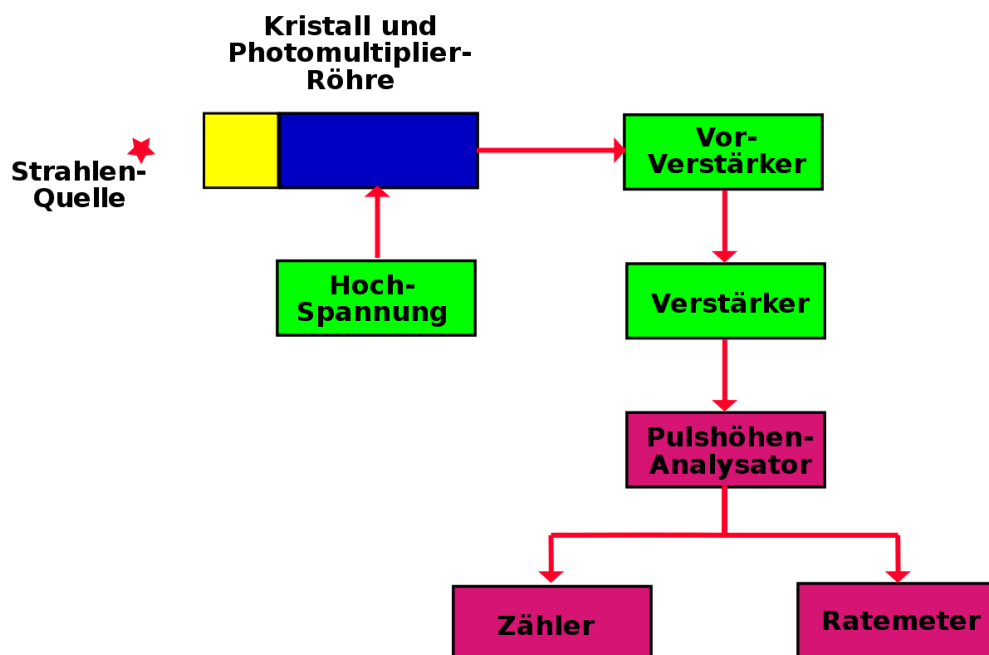 Kristall und
Photomultiplier-
Röhre
Strahlen-
Quelle
Vor-
Verstärker
Hoch-
Spannung
Verstärker
Pulshöhen-
Analysator
Zähler
Ratemeter